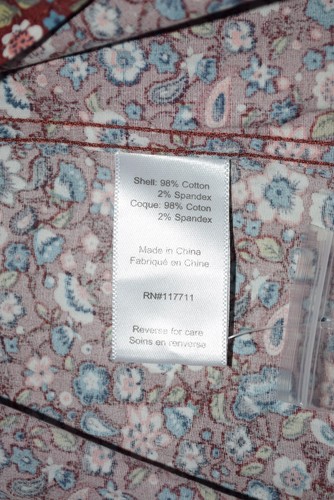 Shell: 98% Cotton
2% Spandex
Coque: 98% Coton
2% Spandex
Made in China
Fabriqué en Chine
RN#117711
Reverse for care
Soins en renverse